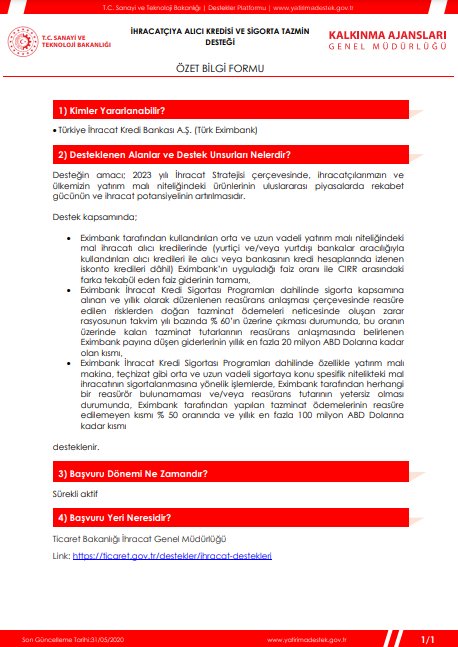 T.C. Sanayi ve Teknoloji Bakanlığı | Destekler Platformu | www.yatirimadestek.gov.tr
T.C. SANAYİ VE
TEKNOLOJİ BAKANLIĞI
İHRACATÇIYA ALICI KREDİSİ VE SİGORTA TAZMİN
DESTEĞİ
KALKINMA AJANSLARI
GENEL MÜDÜRLÜĞÜ
ÖZET BİLGİ FORMU
1) Kimler Yararlanabilir?
• Türkiye İhracat Kredi Bankası A.Ş. (Türk Eximbank)
2) Desteklenen Alanlar ve Destek Unsurları Nelerdir?
Desteğin amacı; 2023 yılı İhracat Stratejisi çerçevesinde, ihracatçılarımızın ve
ülkemizin yatırım malı niteliğindeki ürünlerinin uluslararası piyasalarda rekabet
gücünün ve ihracat potansiyelinin artırılmasıdır.
Destek kapsamında;
• Eximbank tarafından kullandırılan orta ve uzun vadeli yatırım malı niteliğindeki
mal ihracatı alıcı kredilerinde (yurtiçi ve/veya yurtdışı bankalar aracılığıyla
kullandırılan alıcı kredileri ile alıcı veya bankasının kredi hesaplarında izlenen
iskonto kredileri dâhil) Eximbank'ın uyguladığı faiz oranı ile CIRR arasındaki
farka tekabül eden faiz giderinin tamamı,
• Eximbank İhracat Kredi Sigortası Programları dahilinde sigorta kapsamına
alınan ve yıllık olarak düzenlenen reasürans anlaşması çerçevesinde reasüre
edilen risklerden doğan tazminat ödemeleri neticesinde oluşan zarar
rasyosunun takvim yılı bazında % 60'ın üzerine çıkması durumunda, bu oranın
üzerinde kalan tazminat tutarlarının reasürans anlaşmasında belirlenen
Eximbank payına düşen giderlerinin yıllık en fazla 20 milyon ABD Dolarına kadar
olan kısmı,
• Eximbank İhracat Kredi Sigortası Programları dahilinde özellikle yatırım malı
makina, teçhizat gibi orta ve uzun vadeli sigortaya konu spesifik nitelikteki mal
ihracatının sigortalanmasına yönelik işlemlerde, Eximbank tarafından herhangi
bir reasürör bulunamaması ve/veya reasürans tutarının yetersiz olması
durumunda, Eximbank tarafından yapılan tazminat ödemelerinin reasüre
edilemeyen kısmı % 50 oranında ve yıllık en fazla 100 milyon ABD Dolarına
kadar kısmı
desteklenir.
3) Başvuru Dönemi Ne Zamandır?
Sürekli aktif
4) Başvuru Yeri Neresidir?
Ticaret Bakanlığı İhracat Genel Müdürlüğü
Link: https://ticaret.gov.tr/destekler/ihracat-destekleri
Son Güncelleme Tarihi:31/05/2020
www.yatirimadestek.gov.tr
1/1